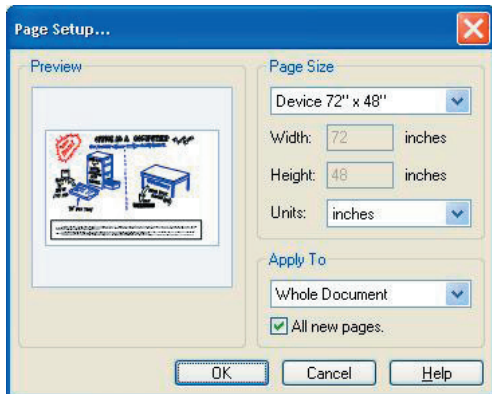 Page Setup...
Preview
Page Size
Device 72" x 48"
Width: 72 inches
Height: 48 inches
Units: inches
Apply To
Whole Document
All new pages.
OK Cancel Help